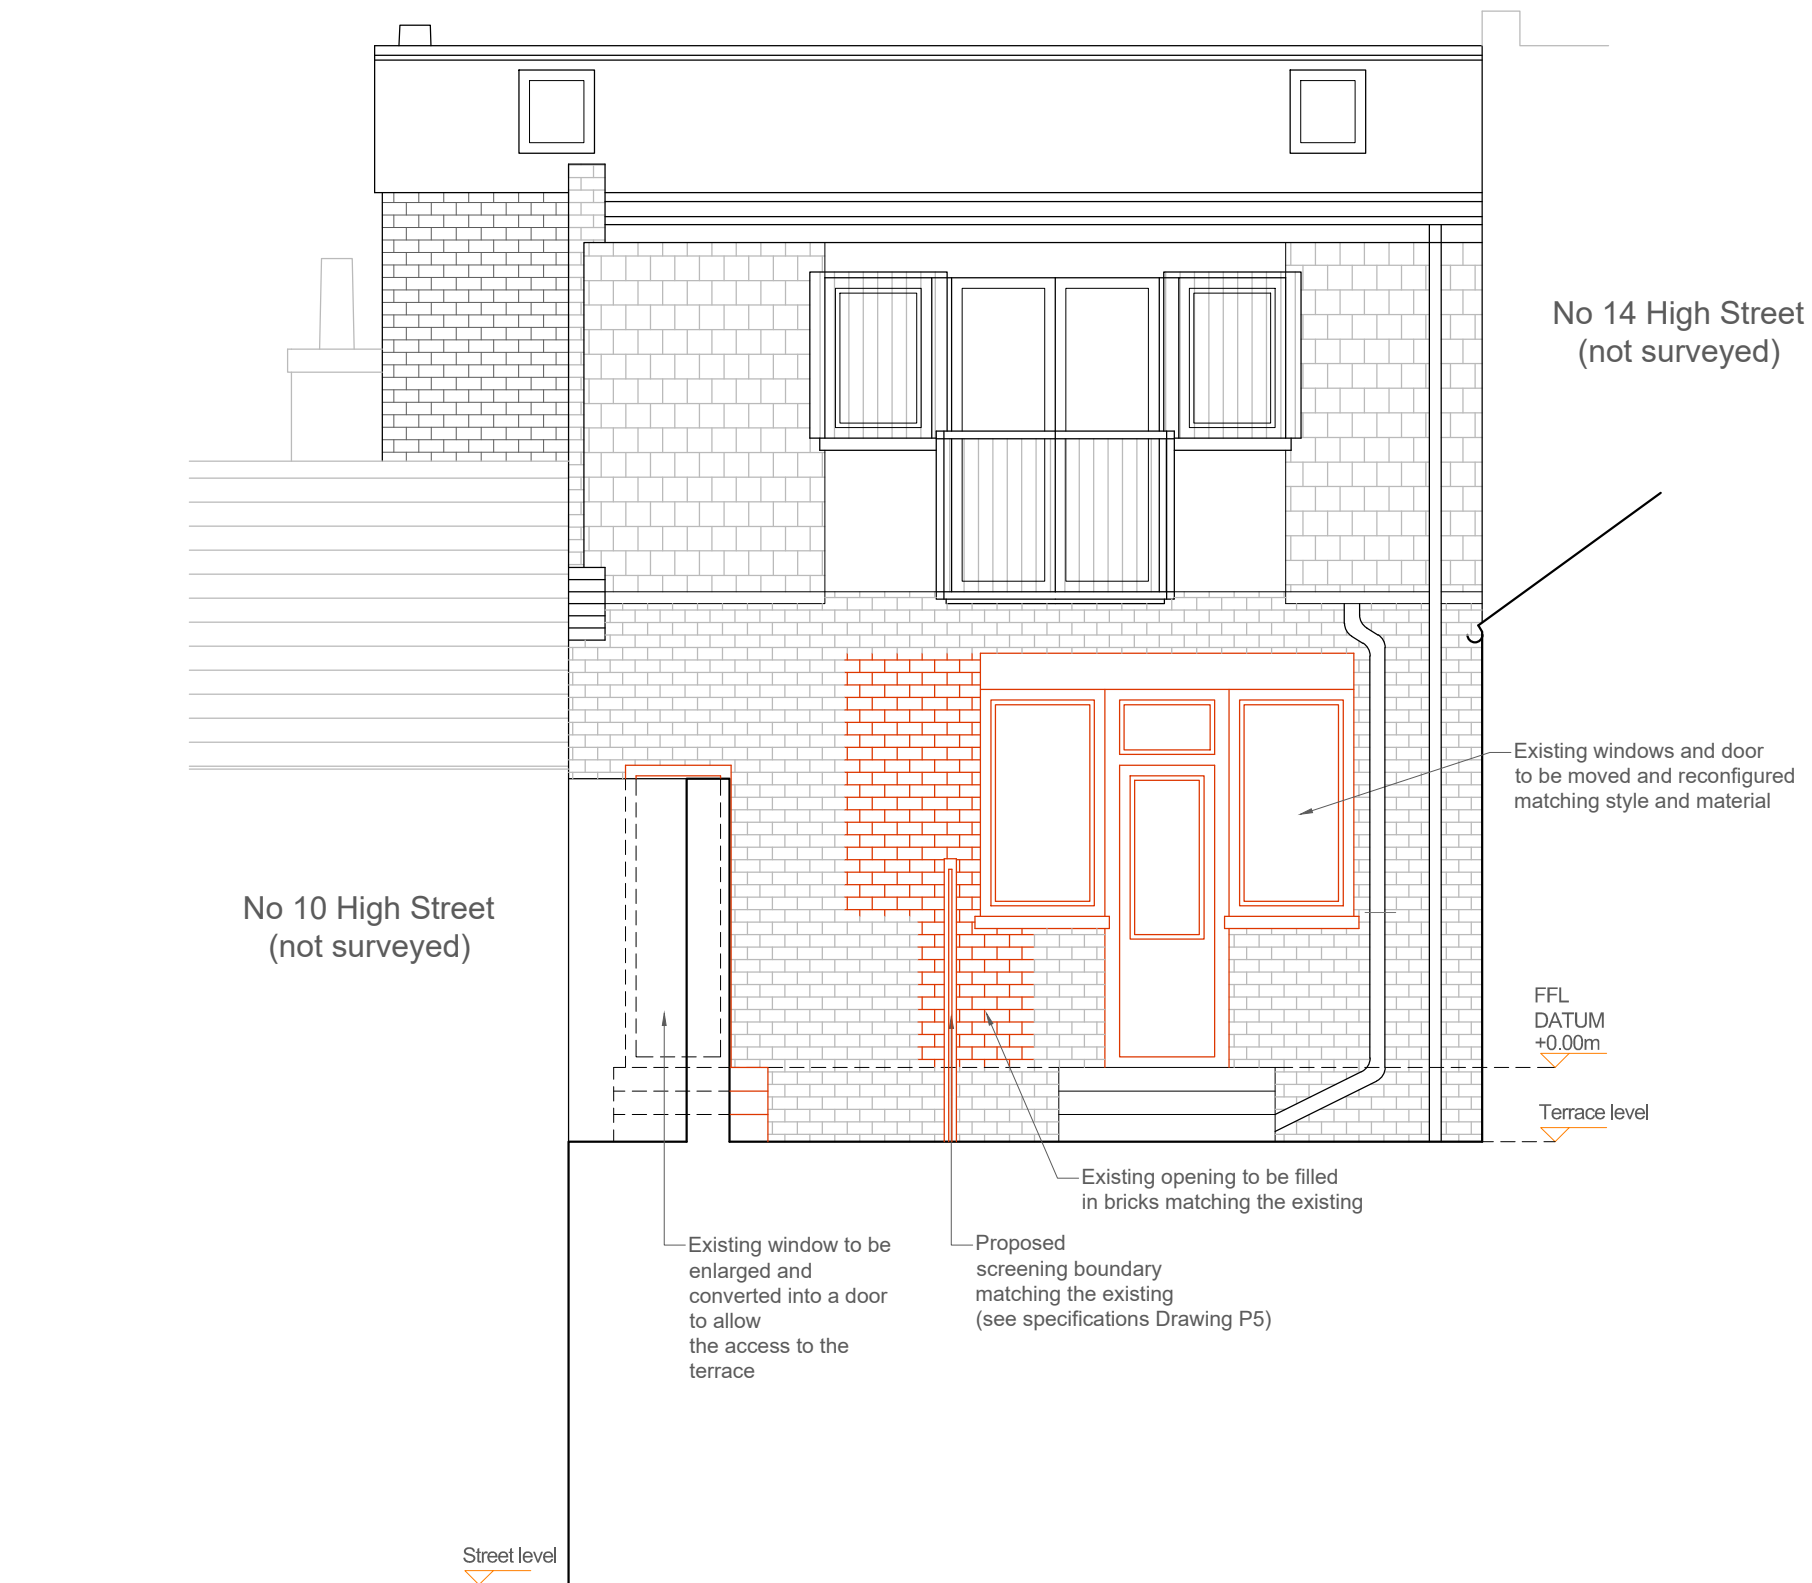 No 14 High Street
(not surveyed)
Existing windows and door
to be moved and reconfigured
matching style and material
No 10 High Street
(not surveyed)
FFL
DATUM
+0.00m
Terrace level
Existing opening to be filled
in bricks matching the existing
Existing window to be
enlarged and
converted into a door
to allow
the access to the
terrace
Proposed
screening boundary
matching the existing
(see specifications Drawing P5)
Street level